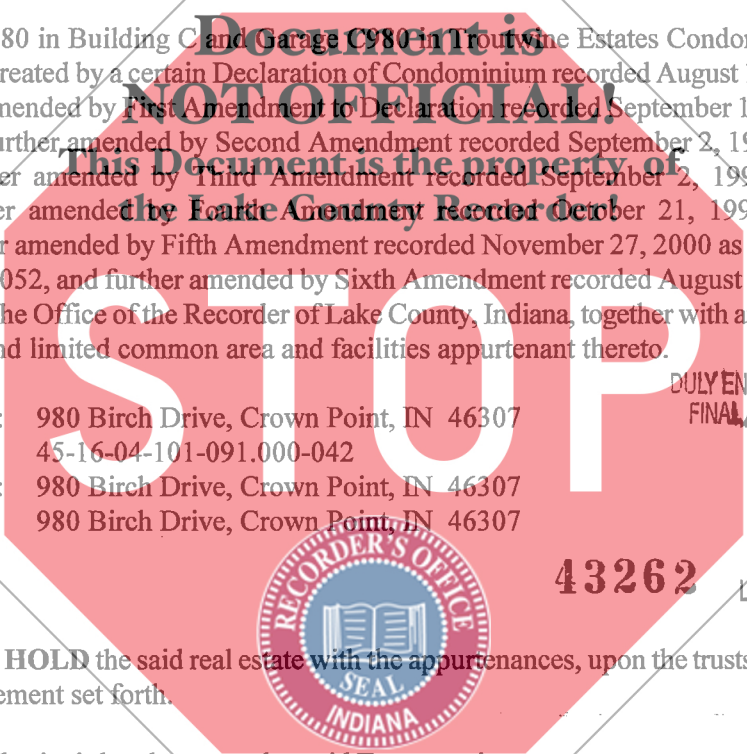 Document is
80 in Building C and Garage C980 in Troutwine Estates Condo
reated by a certain Declaration of Condominium recorded August
NOT OFFICIAL!
mended by First Amendment to Declaration recorded September 1
urther amended by Second Amendment recorded September 2, 19
This Document is the property of
er amended by Third Amendment recorded September 2, 199
the Lake County Recorder!
er amended by Fourth Amendment recorded October 21, 199
r amended by Fifth Amendment recorded November 27, 2000 as
052, and further amended by Sixth Amendment recorded August
he Office of the Recorder of Lake County, Indiana, together with a
nd limited common area and facilities appurtenant thereto.
STOP
DULY EN
FINAL
: 980 Birch Drive, Crown Point, IN 46307
45-16-04-101-091.000-042
: 980 Birch Drive, Crown Point, IN 46307
980 Birch Drive, Crown Point, IN 46307
43262
RECORDER'S OFFICE
SEAL
INDIANA
HOLD the said real estate with the appurtenances, upon the trusts
ement set forth.